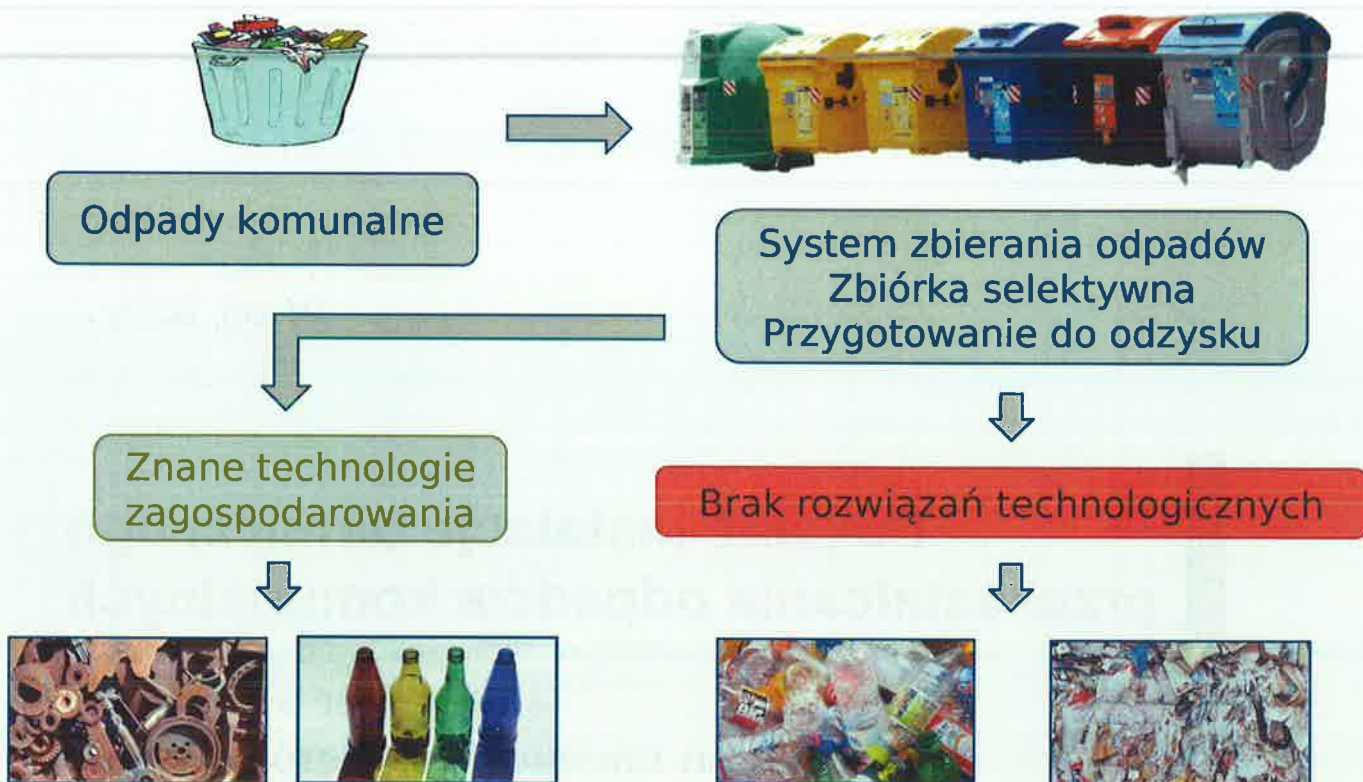 Odpady komunalne
System zbierania odpadów
Zbiórka selektywna
Przygotowanie do odzysku
Znane technologie
zagospodarowania
Brak rozwiązań technologicznych